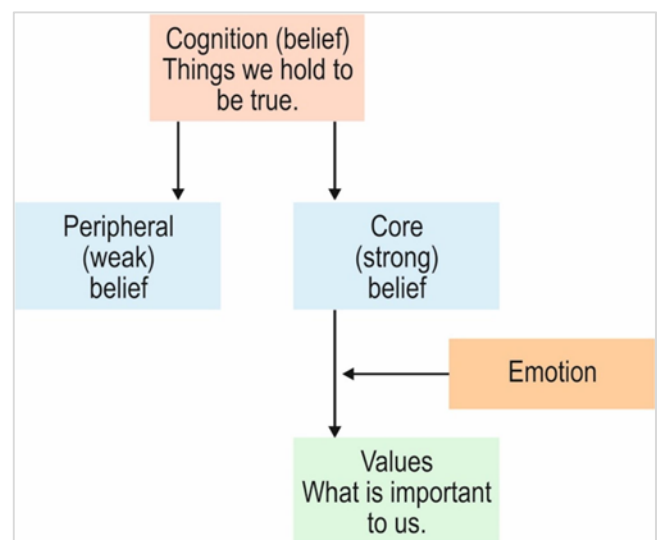 Cognition (belief)
Things we hold to
be true.
Peripheral
(weak)
belief
Core
(strong)
belief
Emotion
Values
What is important
to us.